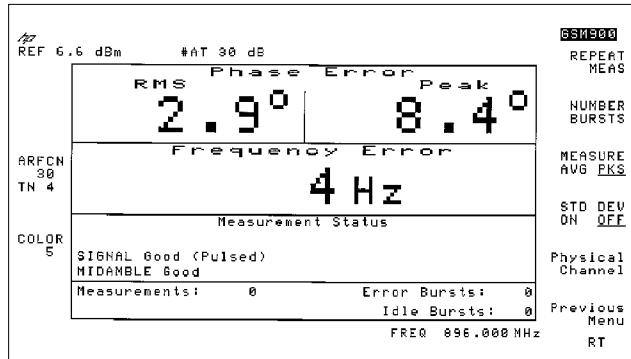 hp
GSM900
REF 6.6 dBm #AT 30 dB
REPEAT
MEAS
Phase Error
RMS Peak
2.9° 8.4°
NUMBER
BURSTS
Frequency Error
4 Hz
ARFCN
30
TN 4
MEASURE
AVG PKS
Measurement Status
STD DEV
ON OFF
COLOR
5
SIGNAL Good (Pulsed)
MIDAMBLE Good
Physical
Channel
Measurements: 0 Error Bursts: 0
Idle Bursts: 0
Previous
Menu
FREQ 896.000 MHz
RT